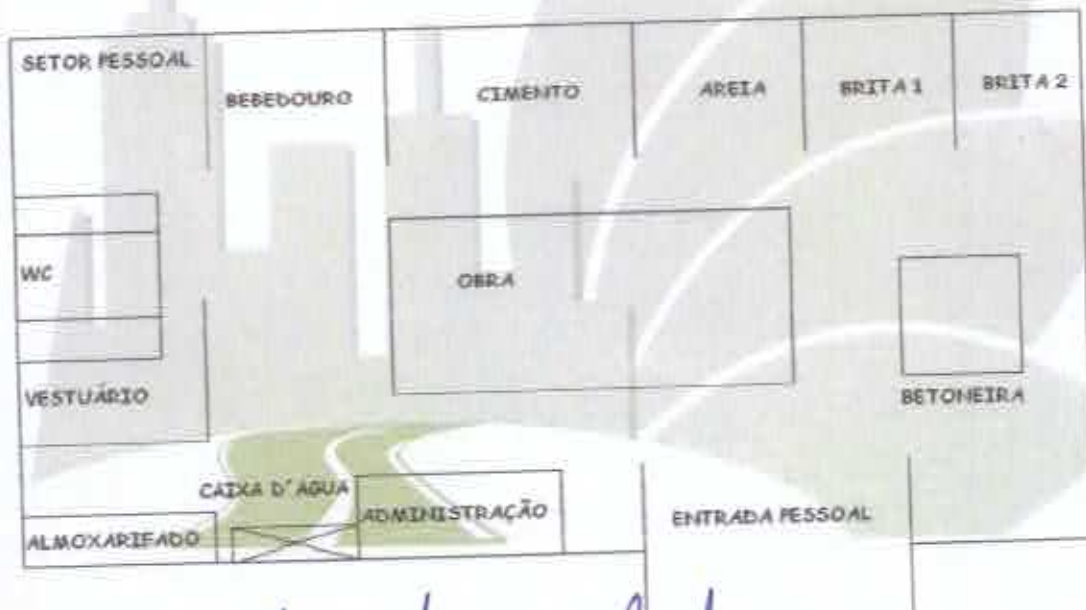 SETOR PESSOAL
BEBEDOURO
CIMENTO
AREIA
BRITA 1
BRITA 2
WC
OBRA
VESTUÁRIO
BETONEIRA
CAIXA D´AGUA
ADMINISTRAÇÃO
ENTRADA PESSOAL
ALMOXARIFADO